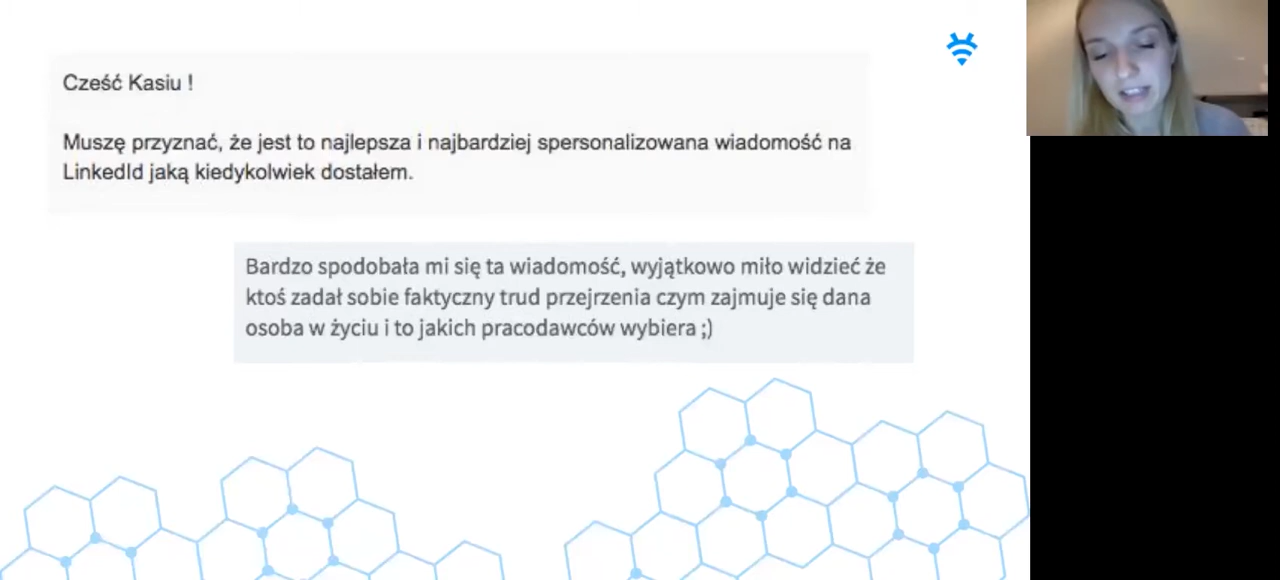 Cześć Kasiu !
Muszę przyznać, że jest to najlepsza i najbardziej spersonalizowana wiadomość na
LinkedId jaką kiedykolwiek dostałem.
Bardzo spodobała mi się ta wiadomość, wyjątkowo miło widzieć że
ktoś zadał sobie faktyczny trud przejrzenia czym zajmuje się dana
osoba w życiu i to jakich pracodawców wybiera ;)